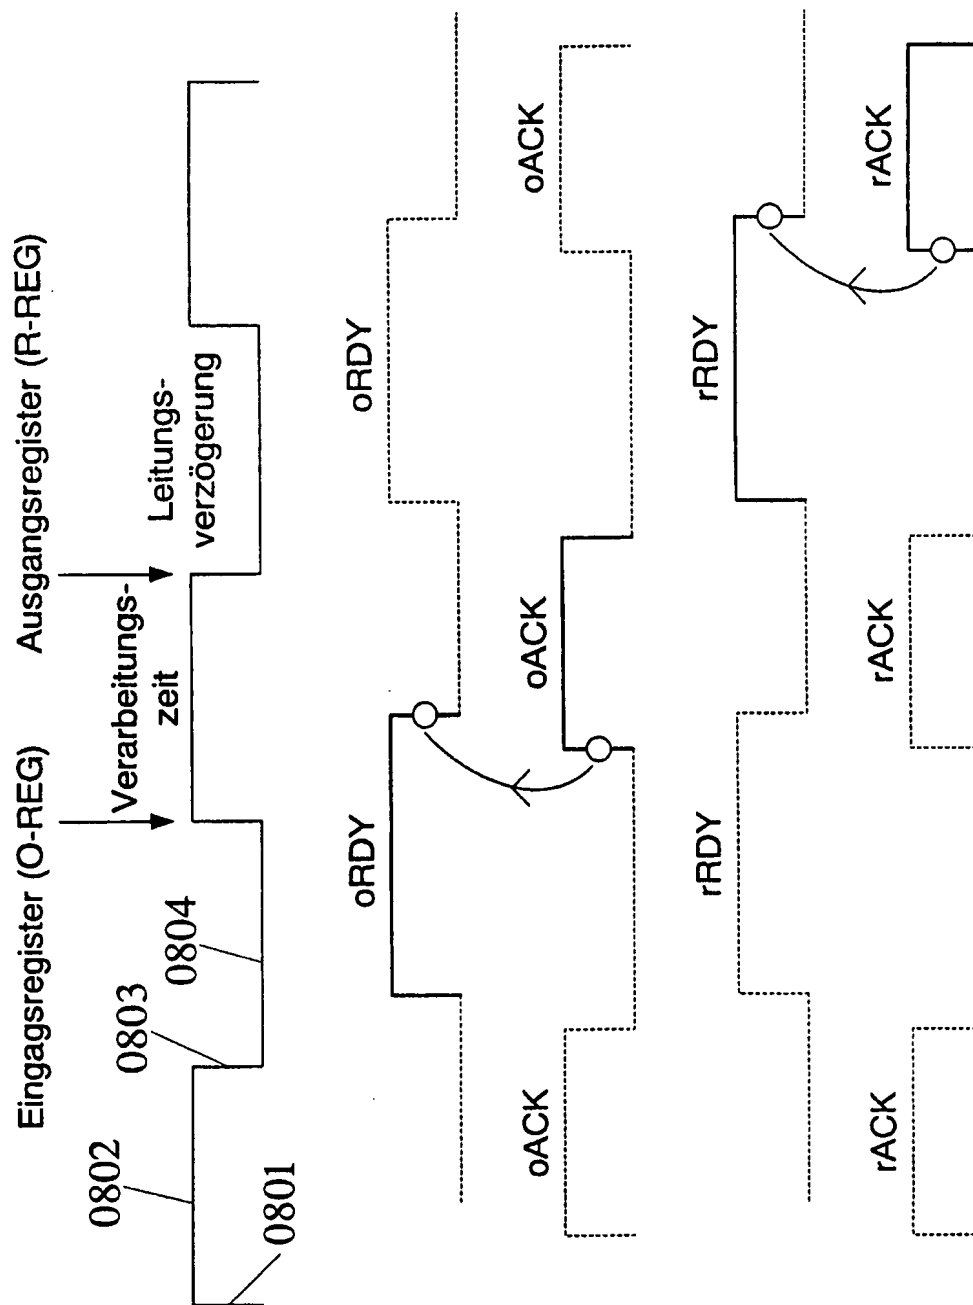 Eingagsregister (O-REG)
Ausgangsregister (R-REG)
0802
0801
0803
0804
Verarbeitungs-
zeit
Leitungs-
verzögerung
oRDY
oRDY
oACK
oACK
oACK
rRDY
rRDY
rACK
rACK
rACK